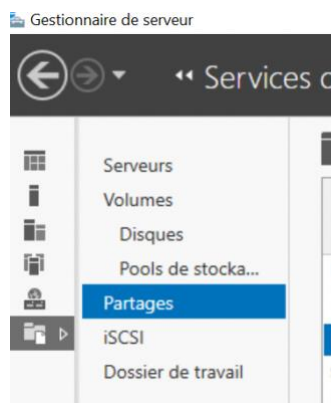 Gestionnaire de serveur
Services
Serveurs
Volumes
Disques
Pools de stocka...
Partages
iSCSI
Dossier de travail